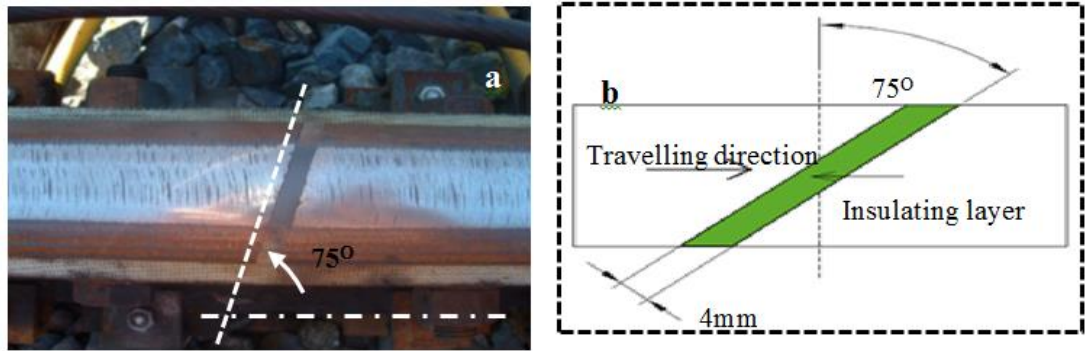 a
75O
b
75O
Travelling direction
Insulating layer
4mm